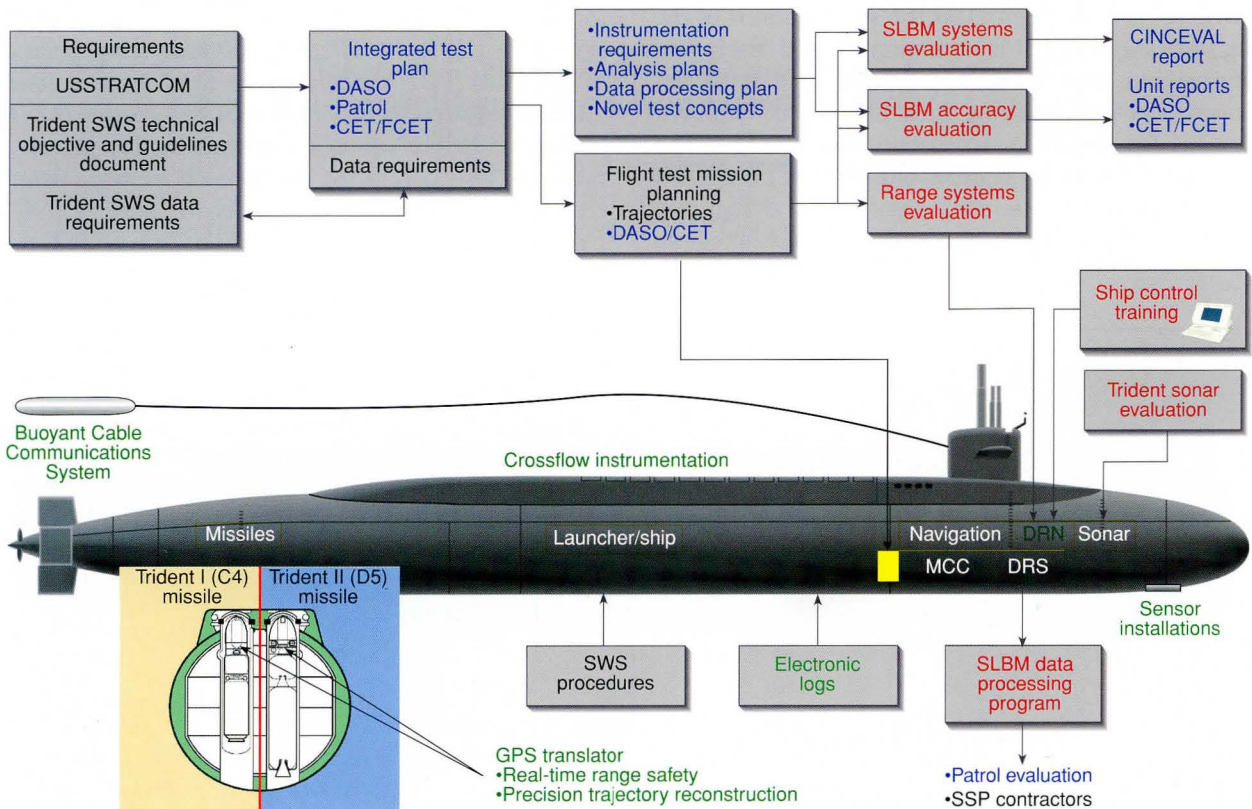 Requirements
USSTRATCOM
Trident SWS technical
objective and guidelines
document
Trident SWS data
requirements
Integrated test
plan
•DASO
•Patrol
•CET/FCET
Data requirements
•Instrumentation
requirements
•Analysis plans
•Data processing plan
•Novel test concepts
Flight test mission
planning
•Trajectories
•DASO/CET
SLBM systems
evaluation
SLBM accuracy
evaluation
Range systems
evaluation
CINCEVAL
report
Unit reports
•DASO
•CET/FCET
Ship control
training
Trident sonar
evaluation
Buoyant Cable
Communications
System
Crossflow instrumentation
Missiles
Launcher/ship
Navigation
DRN
Sonar
MCC
DRS
Trident I (C4)
missile
Trident II (D5)
missile
Sensor
installations
SWS
procedures
Electronic
logs
SLBM data
processing
program
GPS translator
•Real-time range safety
•Precision trajectory reconstruction
•Patrol evaluation
•SSP contractors